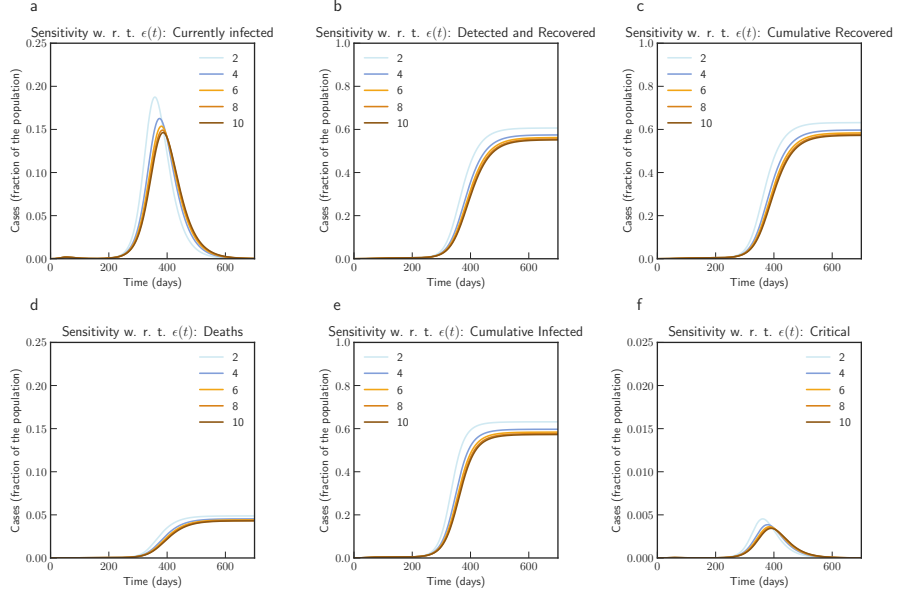 a
Sensitivity w. r. t. ϵ(t): Currently infected
0.25
0.20
0.15
0.10
0.05
0.00
0 200 400 600
Cases (fraction of the population)
Time (days)
2
4
6
8
10
b
Sensitivity w. r. t. ϵ(t): Detected and Recovered
1.0
0.8
0.6
0.4
0.2
0.0
0 200 400 600
Cases (fraction of the population)
Time (days)
2
4
6
8
10
c
Sensitivity w. r. t. ϵ(t): Cumulative Recovered
1.0
0.8
0.6
0.4
0.2
0.0
0 200 400 600
Cases (fraction of the population)
Time (days)
2
4
6
8
10
d
Sensitivity w. r. t. ϵ(t): Deaths
0.25
0.20
0.15
0.10
0.05
0.00
0 200 400 600
Cases (fraction of the population)
Time (days)
2
4
6
8
10
e
Sensitivity w. r. t. ϵ(t): Cumulative Infected
1.0
0.8
0.6
0.4
0.2
0.0
0 200 400 600
Cases (fraction of the population)
Time (days)
2
4
6
8
10
f
Sensitivity w. r. t. ϵ(t): Critical
0.025
0.020
0.015
0.010
0.005
0.000
0 200 400 600
Cases (fraction of the population)
Time (days)
2
4
6
8
10